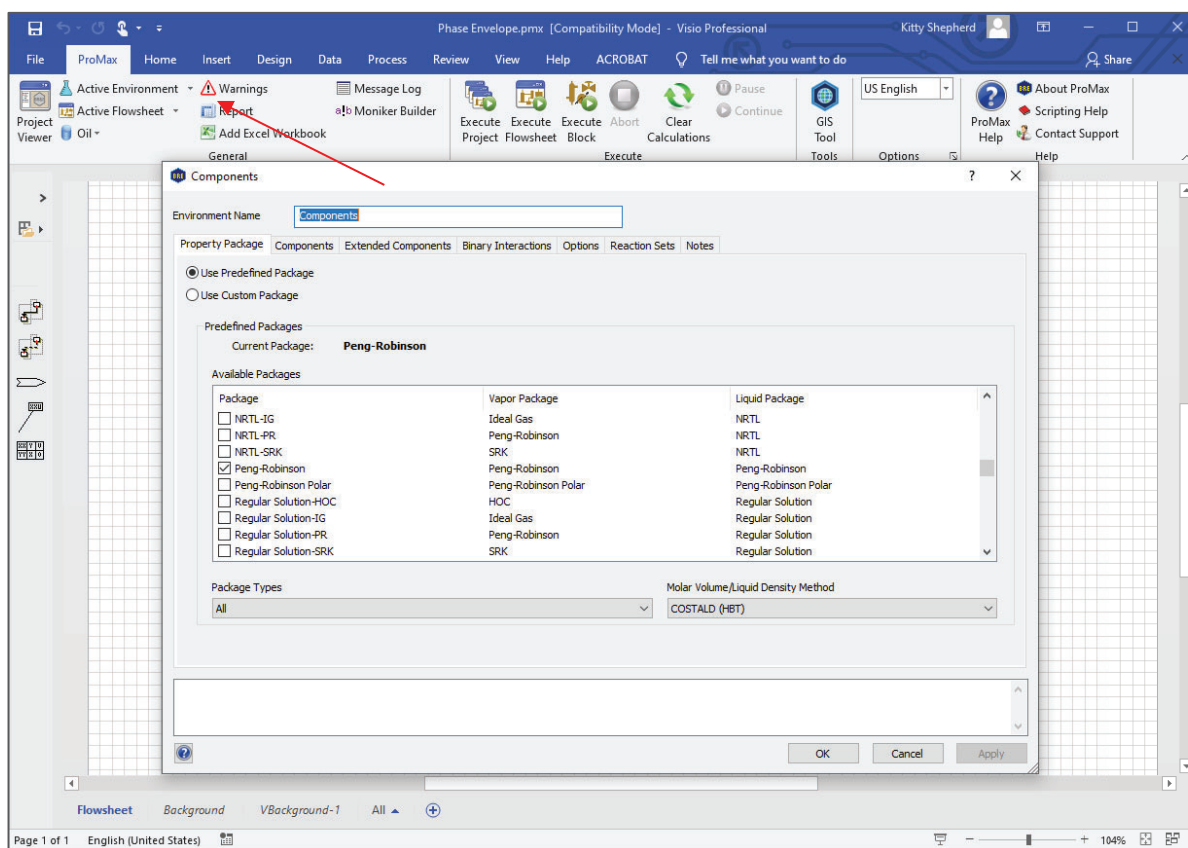 Phase Envelope.pmx [Compatibility Mode] - Visio Professional
Kitty Shepherd
File ProMax Home Insert Design Data Process Review View Help ACROBAT Tell me what you want to do Share
Project Viewer
Active Environment
Active Flowsheet
Oil
Warnings
Report
Add Excel Workbook
Message Log
a!b Moniker Builder
General
Execute Project
Execute Flowsheet
Execute Block
Abort
Clear Calculations
Pause
Continue
Execute
GIS Tool
Tools
US English
Options
ProMax Help
About ProMax
Scripting Help
Contact Support
Help
BRE Components ? X
Environment Name Components
Property Package Components Extended Components Binary Interactions Options Reaction Sets Notes
Use Predefined Package
Use Custom Package
Predefined Packages
Current Package: Peng-Robinson
Available Packages
Package Vapor Package Liquid Package
NRTL-IG Ideal Gas NRTL
NRTL-PR Peng-Robinson NRTL
NRTL-SRK SRK NRTL
Peng-Robinson Peng-Robinson Peng-Robinson
Peng-Robinson Polar Peng-Robinson Polar Peng-Robinson Polar
Regular Solution-HOC HOC Regular Solution
Regular Solution-IG Ideal Gas Regular Solution
Regular Solution-PR Peng-Robinson Regular Solution
Regular Solution-SRK SRK Regular Solution
Package Types Molar Volume/Liquid Density Method
All COSTALD (HBT)
OK Cancel Apply
Flowsheet Background VBackground-1 All
Page 1 of 1 English (United States) 104%